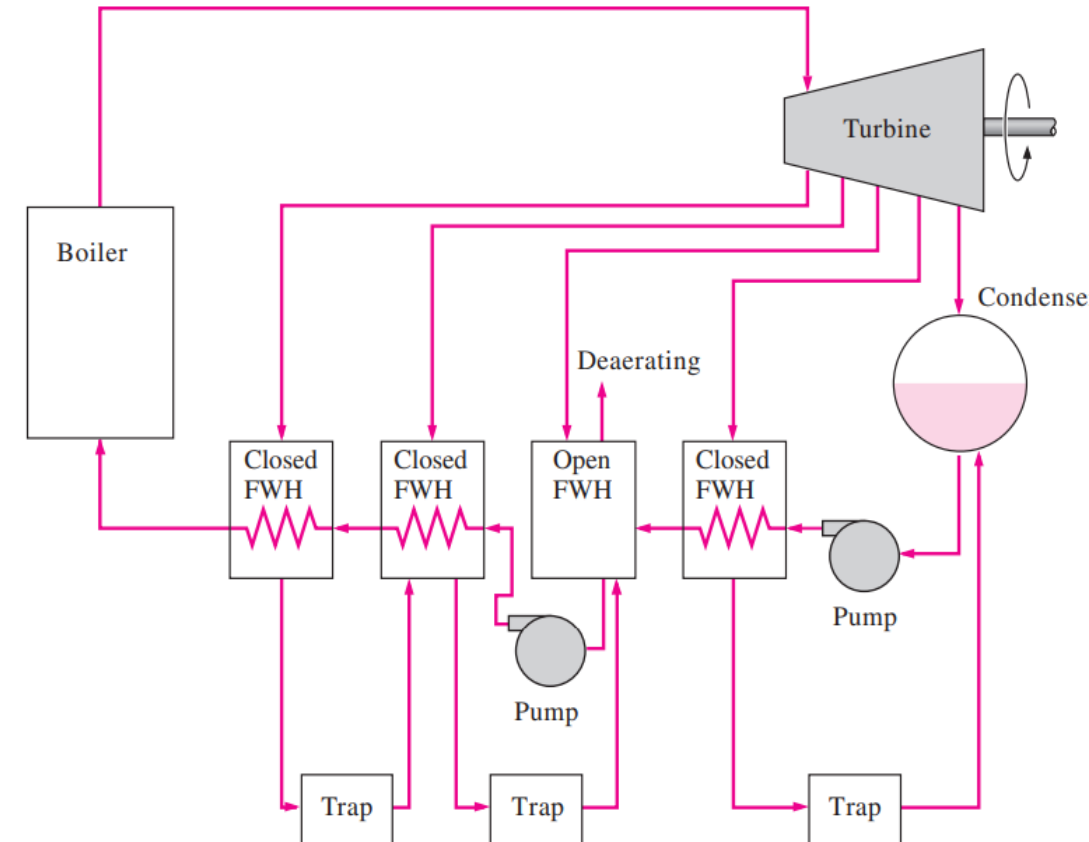 Turbine
Boiler
Condense
Deaerating
Closed
FWH
Closed
FWH
Open
FWH
Closed
FWH
Pump
Pump
Trap
Trap
Trap